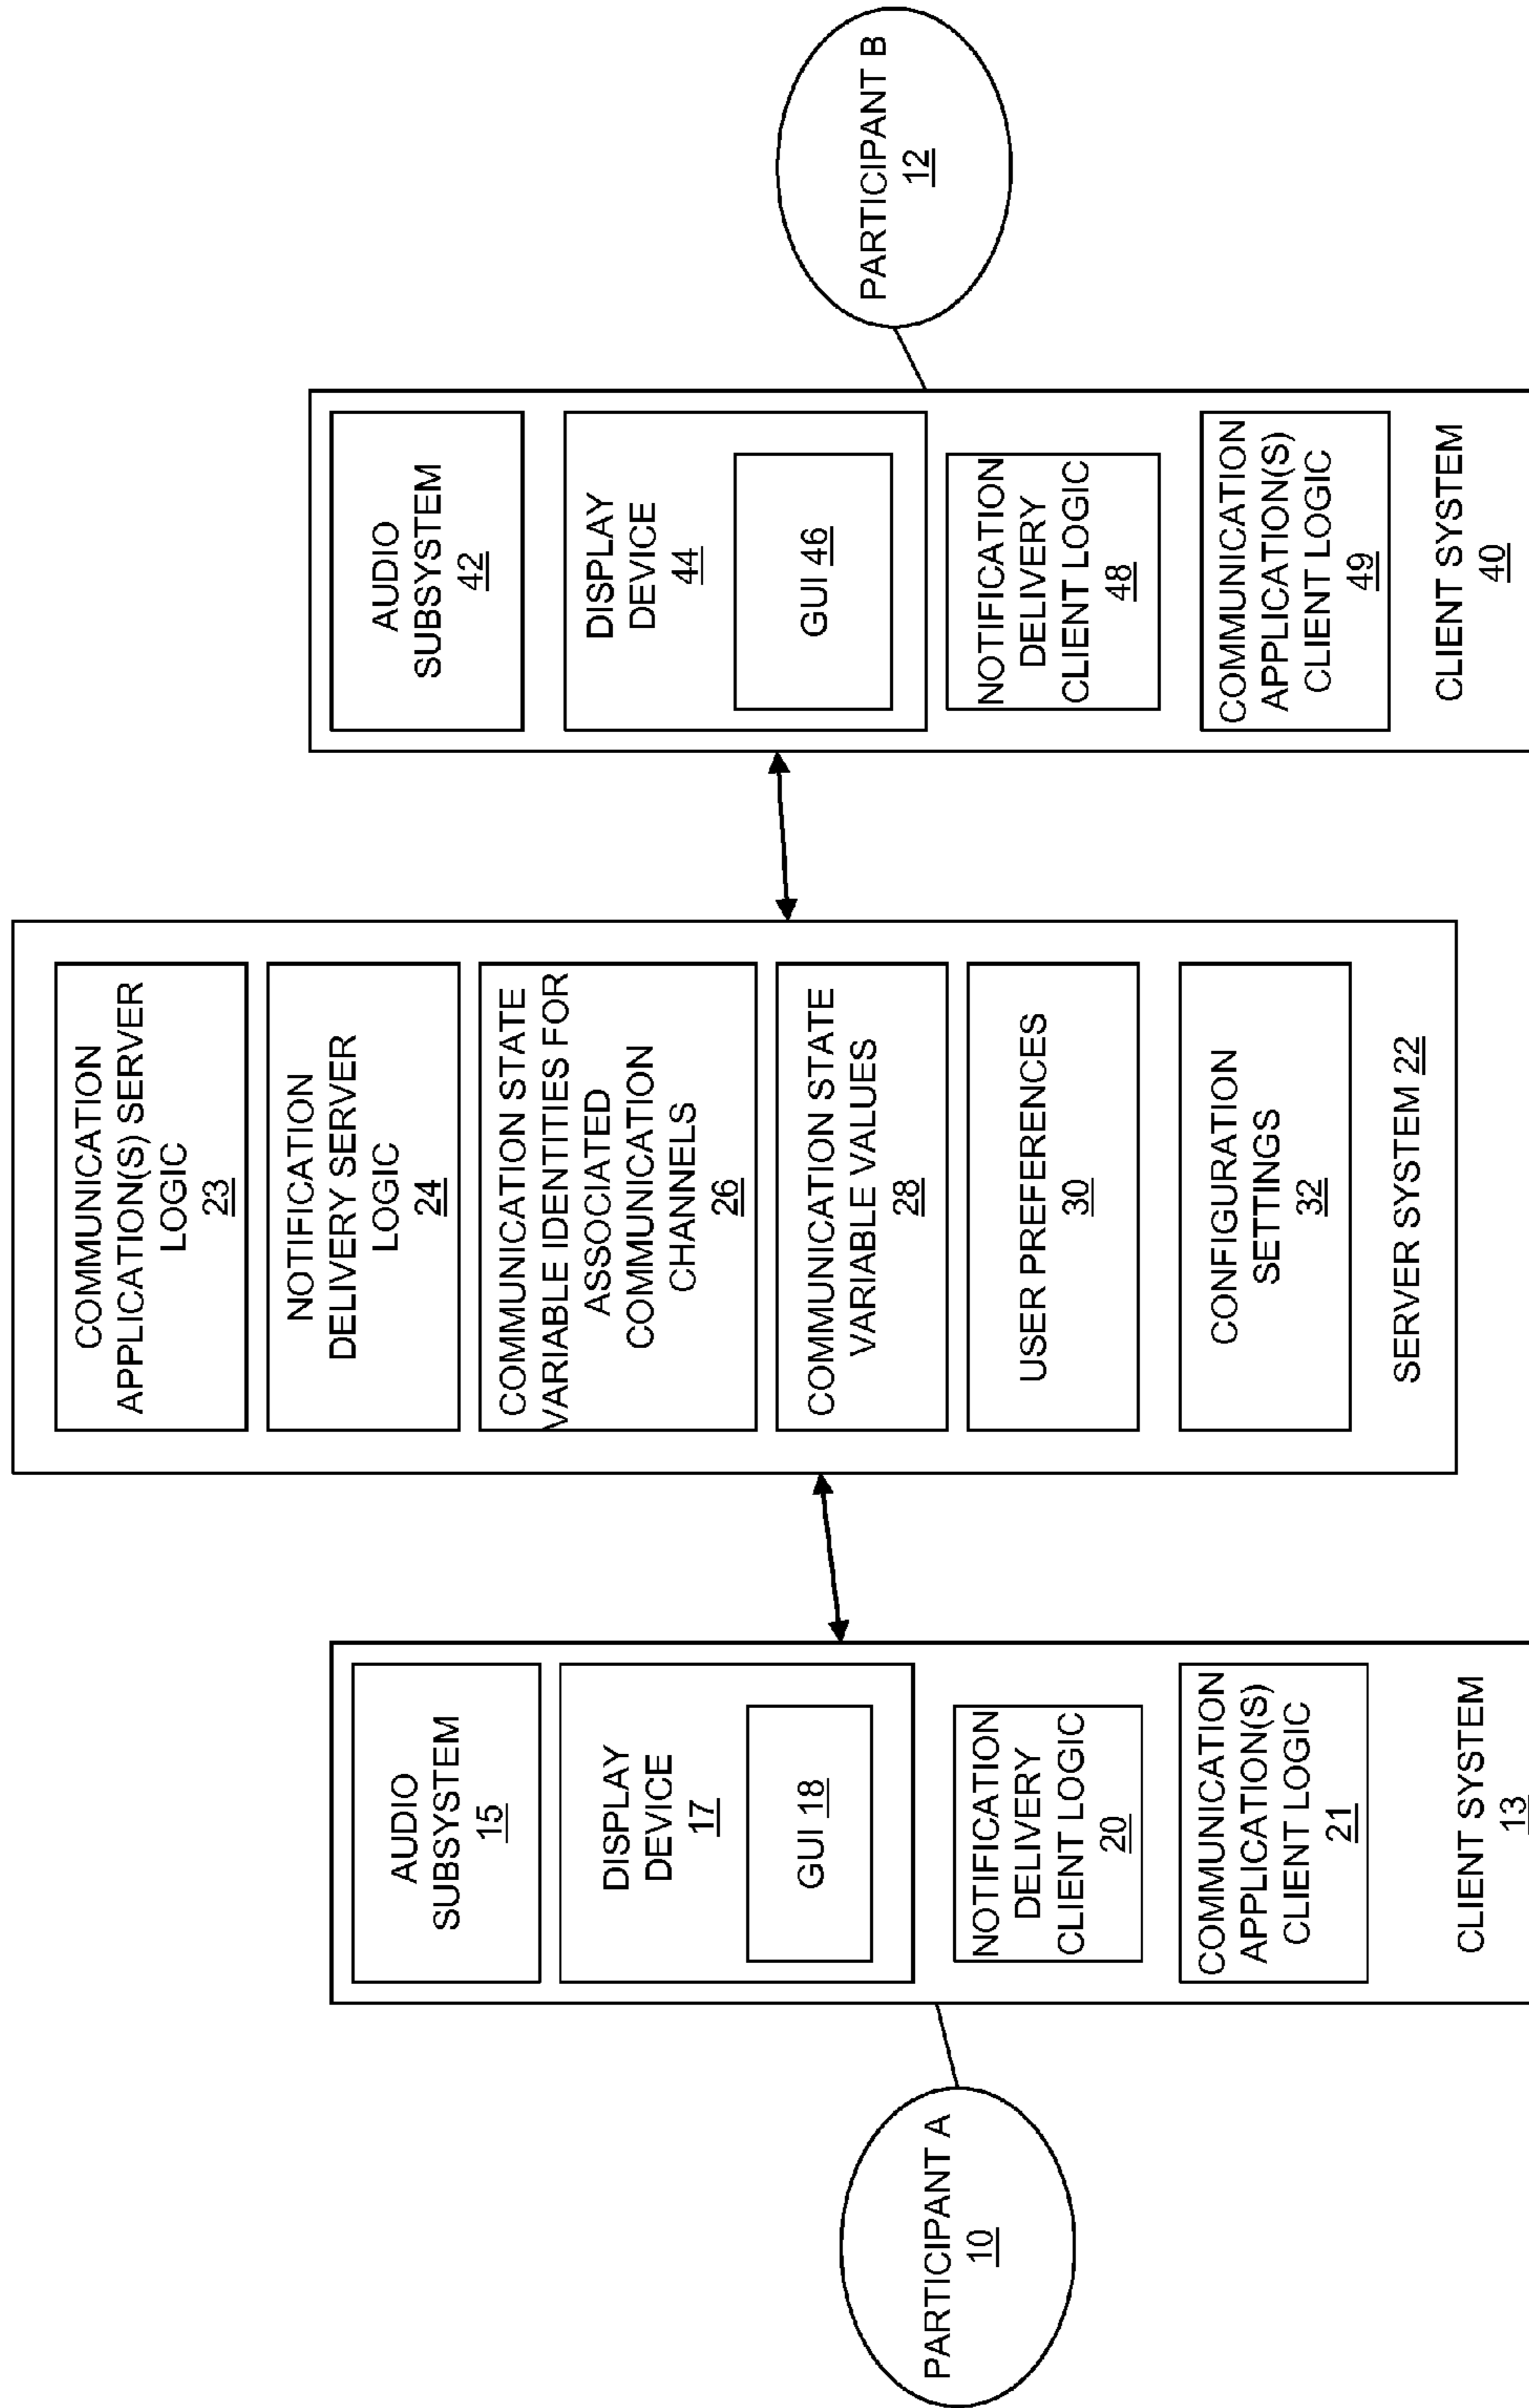 PARTICIPANT A
10
AUDIO
SUBSYSTEM
15
DISPLAY
DEVICE
17
GUI 18
NOTIFICATION
DELIVERY
CLIENT LOGIC
20
COMMUNICATION
APPLICATION(S)
CLIENT LOGIC
21
CLIENT SYSTEM
13
COMMUNICATION
APPLICATION(S) SERVER
LOGIC
23
NOTIFICATION
DELIVERY SERVER
LOGIC
24
COMMUNICATION STATE
VARIABLE IDENTITIES FOR
ASSOCIATED
COMMUNICATION
CHANNELS
26
COMMUNICATION STATE
VARIABLE VALUES
28
USER PREFERENCES
30
CONFIGURATION
SETTINGS
32
SERVER SYSTEM 22
AUDIO
SUBSYSTEM
42
DISPLAY
DEVICE
44
GUI 46
NOTIFICATION
DELIVERY
CLIENT LOGIC
48
COMMUNICATION
APPLICATION(S)
CLIENT LOGIC
49
CLIENT SYSTEM
40
PARTICIPANT B
12